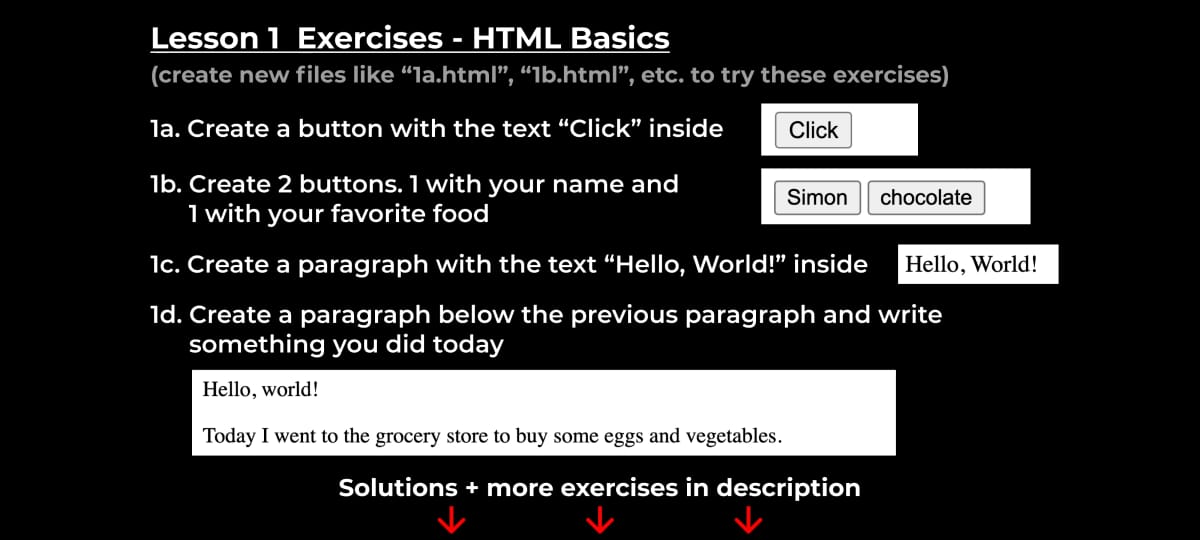 Lesson 1 Exercises - HTML Basics
(create new files like “1a.html”, “1b.html”, etc. to try these exercises)
1a. Create a button with the text “Click” inside
Click
1b. Create 2 buttons. 1 with your name and
1 with your favorite food
Simon chocolate
1c. Create a paragraph with the text “Hello, World!” inside
Hello, World!
1d. Create a paragraph below the previous paragraph and write
something you did today
Hello, world!
Today I went to the grocery store to buy some eggs and vegetables.
Solutions + more exercises in description